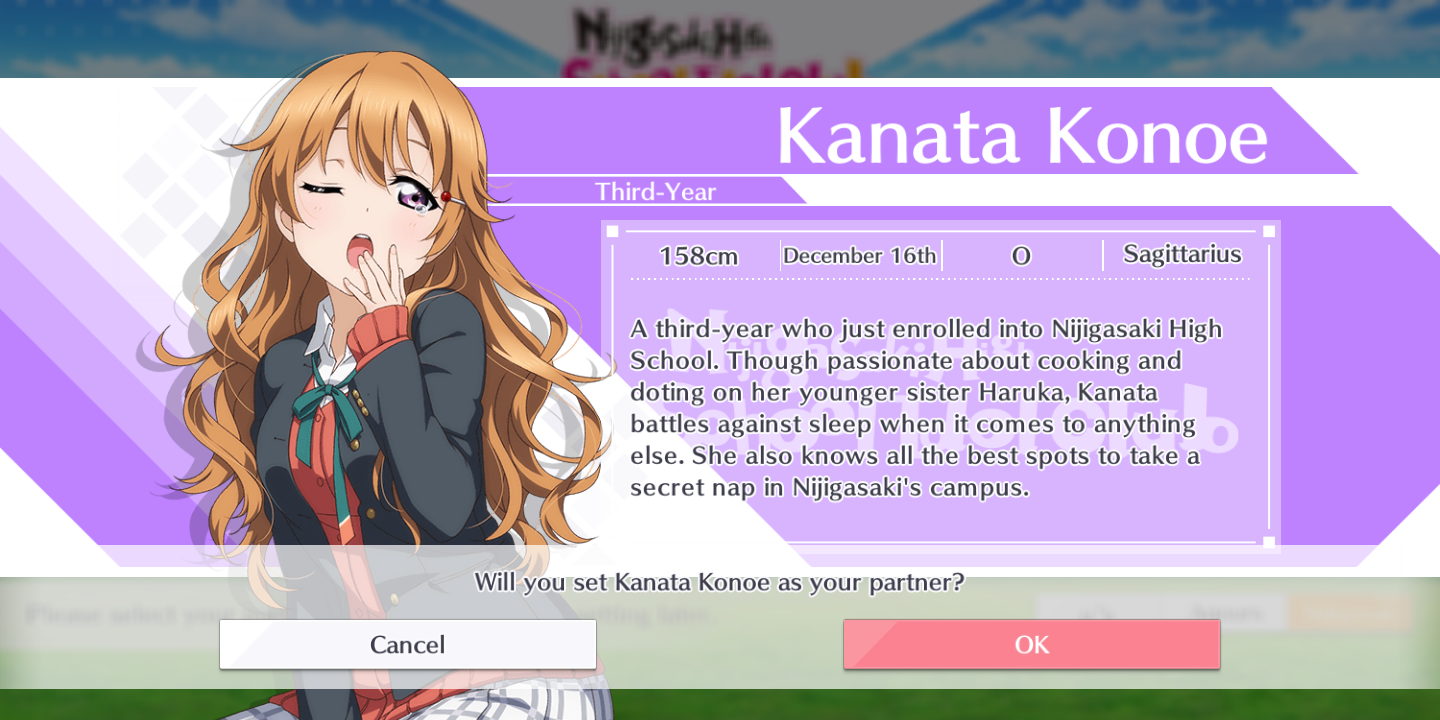 Nijigasaki High
Kanata Konoe
Third-Year
158cm
December 16th
O
Sagittarius
A third-year who just enrolled into Nijigasaki High
School. Though passionate about cooking and
doting on her younger sister Haruka, Kanata
battles against sleep when it comes to anything
else. She also knows all the best spots to take a
secret nap in Nijigasaki's campus.
Will you set Kanata Konoe as your partner?
Cancel
OK